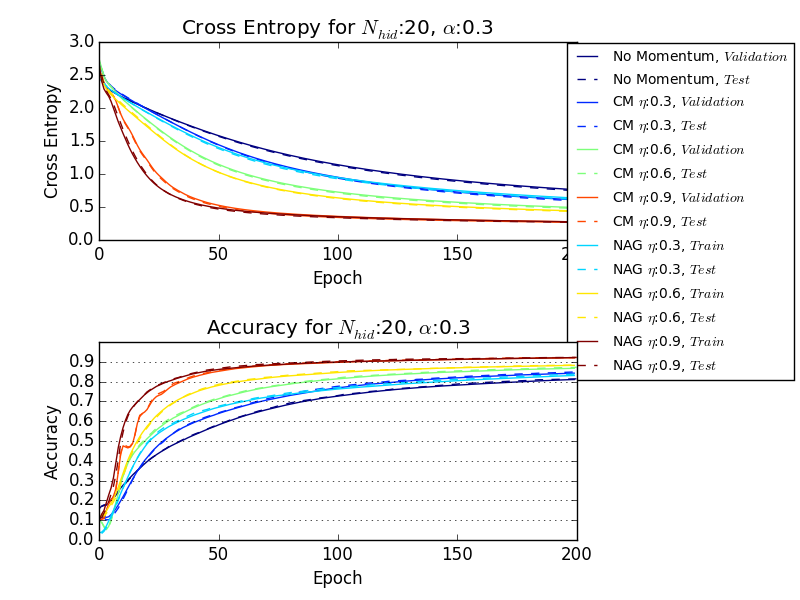 Cross Entropy for N_hid:20, α:0.3
3.0
2.5
2.0
1.5
1.0
0.5
0.0
Cross Entropy
0 50 100 150 2
Epoch
No Momentum, Validation
No Momentum, Test
CM η:0.3, Validation
CM η:0.3, Test
CM η:0.6, Validation
CM η:0.6, Test
CM η:0.9, Validation
CM η:0.9, Test
NAG η:0.3, Train
NAG η:0.3, Test
NAG η:0.6, Train
NAG η:0.6, Test
NAG η:0.9, Train
NAG η:0.9, Test
Accuracy for N_hid:20, α:0.3
0.9
0.8
0.7
0.6
0.5
0.4
0.3
0.2
0.1
0.0
Accuracy
0 50 100 150 200
Epoch